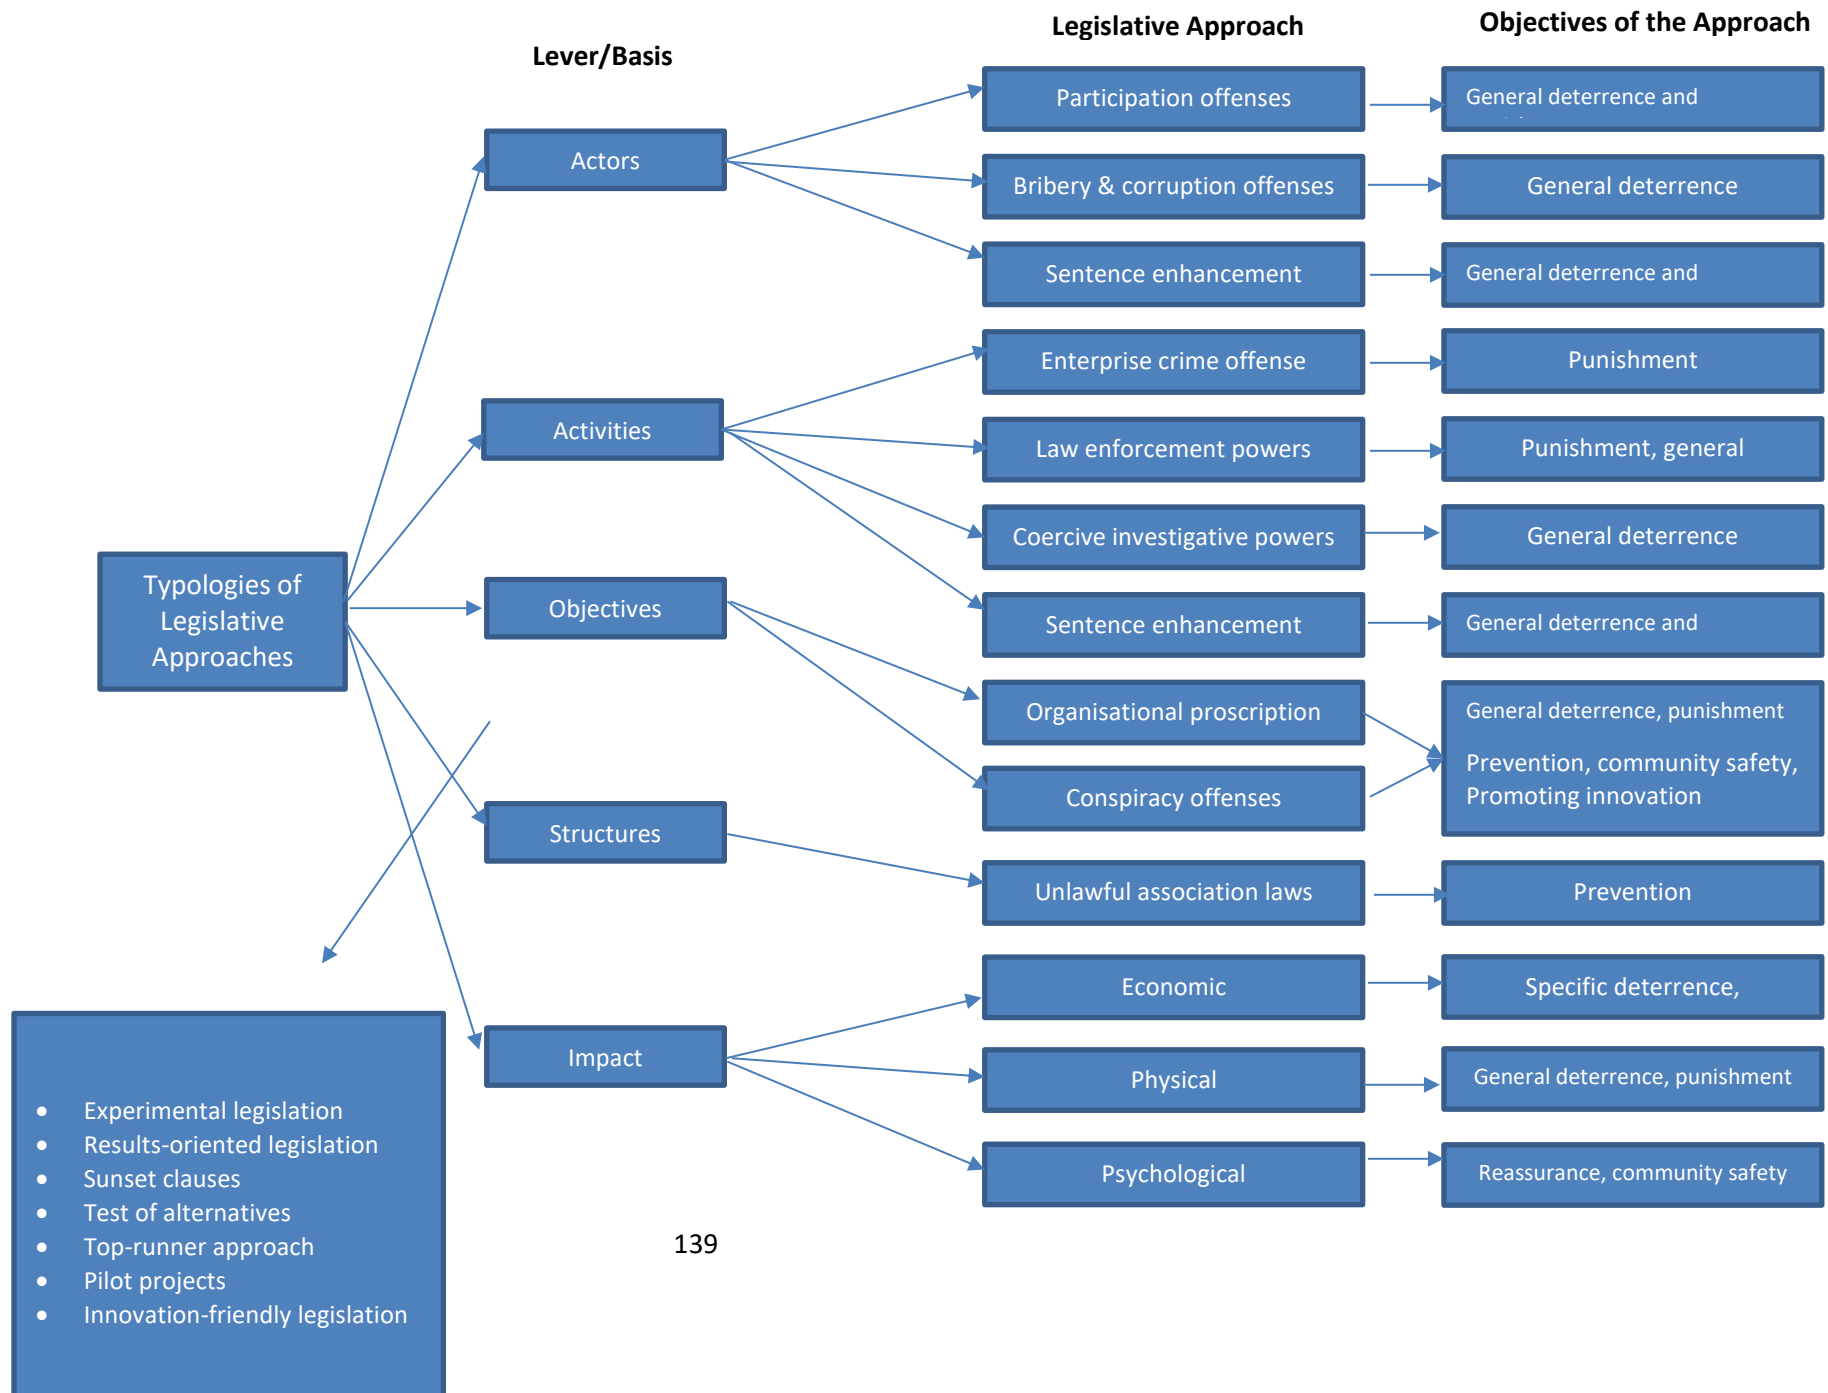 Lever/Basis
Legislative Approach
Objectives of the Approach
Typologies of
Legislative
Approaches
Actors
Participation offenses
General deterrence and
Bribery & corruption offenses
General deterrence
Sentence enhancement
General deterrence and
Activities
Enterprise crime offense
Punishment
Law enforcement powers
Punishment, general
Coercive investigative powers
General deterrence
Sentence enhancement
General deterrence and
Objectives
Organisational proscription
Conspiracy offenses
General deterrence, punishment
Prevention, community safety,
Promoting innovation
Structures
Unlawful association laws
Prevention
Impact
Economic
Specific deterrence,
Physical
General deterrence, punishment
Psychological
Reassurance, community safety
• Experimental legislation
• Results-oriented legislation
• Sunset clauses
• Test of alternatives
• Top-runner approach
• Pilot projects
• Innovation-friendly legislation
139